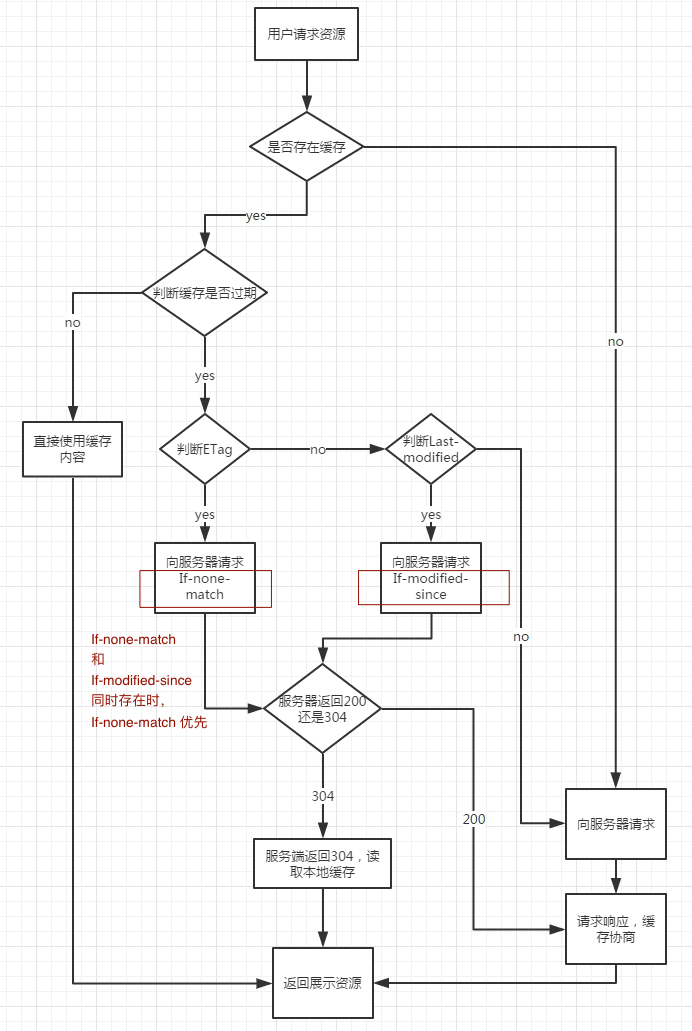 用户请求资源
是否存在缓存
yes
判断缓存是否过期
no
no
yes
直接使用缓存
内容
判断ETag
no
判断Last-
modified
yes
yes
向服务器请求
If-none-
match
向服务器请求
If-modified-
since
no
If-none-match
和
If-modified-since
同时存在时，
If-none-match 优先
服务器返回200
还是304
304
200
向服务器请求
服务端返回304，读
取本地缓存
请求响应，缓
存协商
返回展示资源